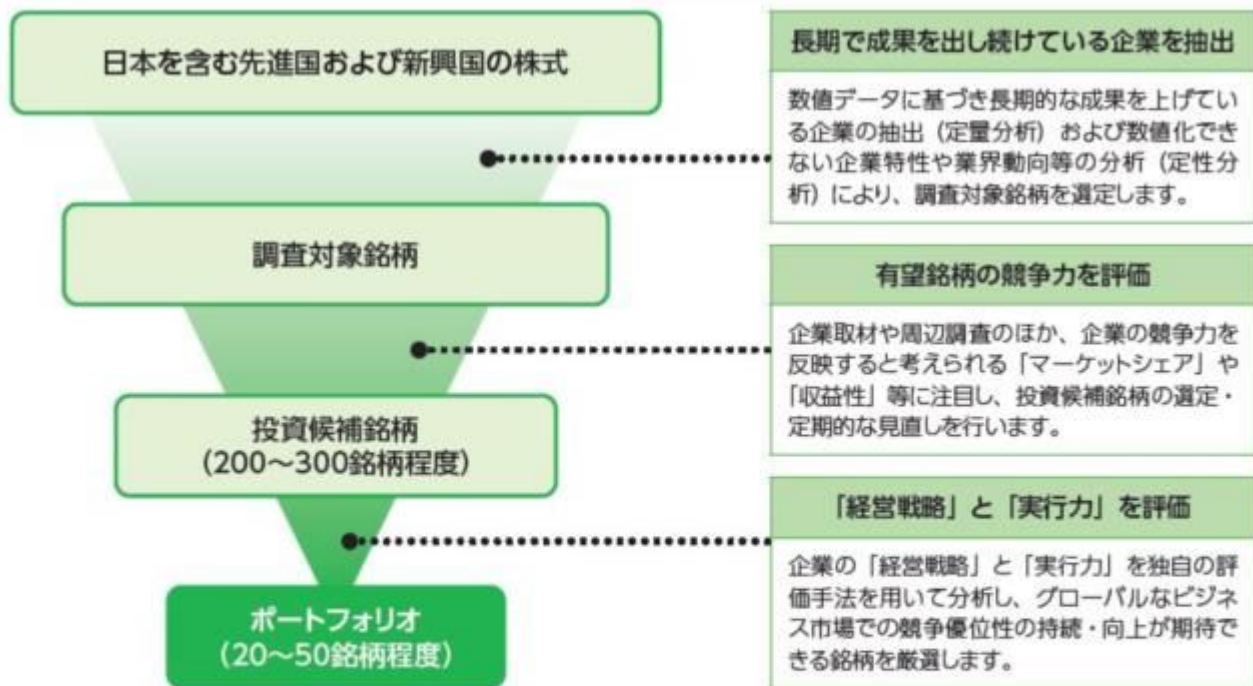 日本を含む先進国および新興国の株式
長期で成果を出し続けている企業を抽出
数値データに基づき長期的な成果を上げてい
る企業の抽出（定量分析）および数値化でき
ない企業特性や業界動向等の分析（定性分
析）により、調査対象銘柄を選定します。
調査対象銘柄
有望銘柄の競争力を評価
企業取材や周辺調査のほか、企業の競争力を
反映すると考えられる「マーケットシェア」や
「収益性」等に注目し、投資候補銘柄の選定・
定期的な見直しを行います。
投資候補銘柄
（200～300銘柄程度）
「経営戦略」と「実行力」を評価
企業の「経営戦略」と「実行力」を独自の評
価手法を用いて分析し、グローバルなビジネ
ス市場での競争優位性の持続・向上が期待で
きる銘柄を厳選します。
ポートフォリオ
（20～50銘柄程度）